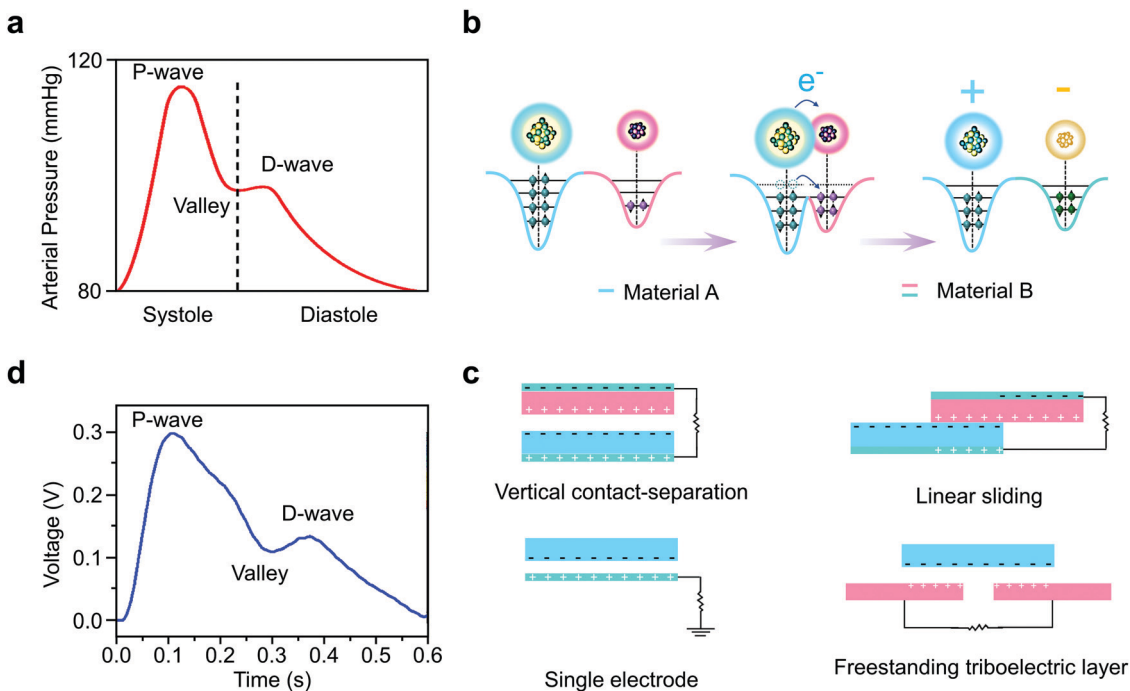 a
120
P-wave
D-wave
Valley
80
Arterial Pressure (mmHg)
Systole
Diastole
b
e-
+
-
Material A
Material B
d
P-wave
0.3
0.2
D-wave
0.1
Valley
0.0
Voltage (V)
0.0 0.1 0.2 0.3 0.4 0.5 0.6
Time (s)
c
Vertical contact-separation
Linear sliding
Single electrode
Freestanding triboelectric layer